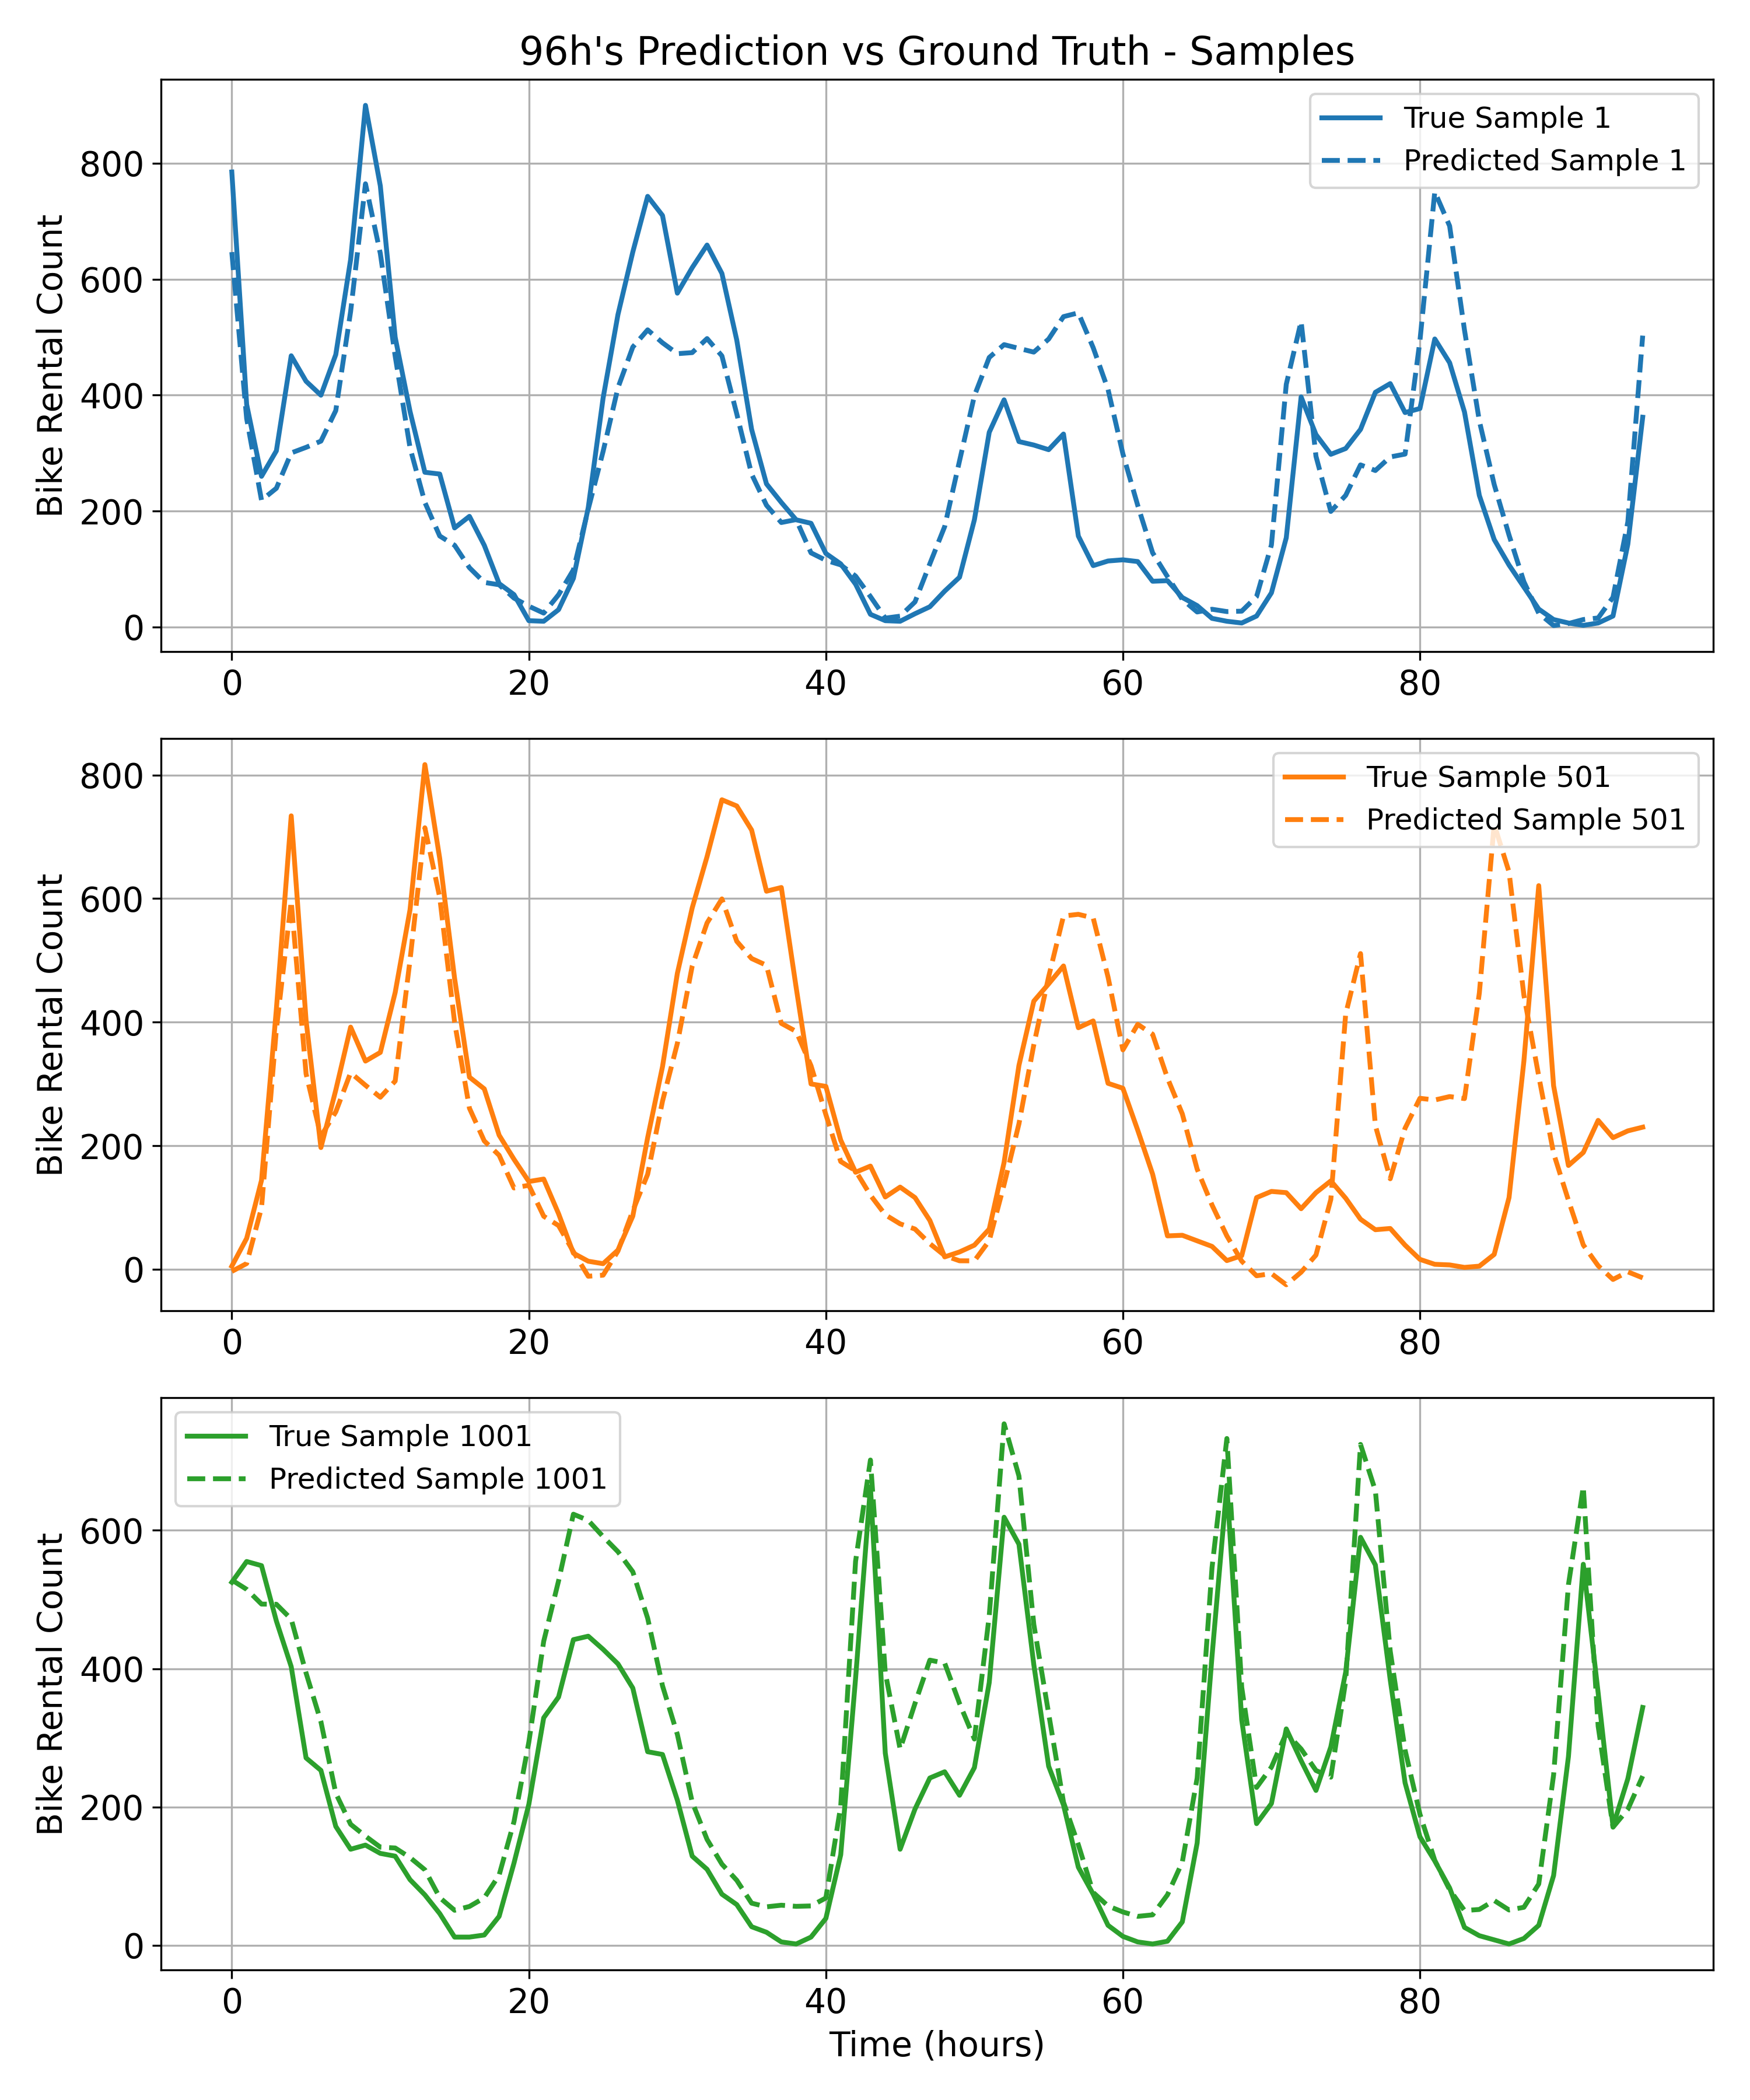 96h's Prediction vs Ground Truth - Samples
Bike Rental Count
800
600
400
200
0
True Sample 1
Predicted Sample 1
0 20 40 60 80
Bike Rental Count
800
600
400
200
0
True Sample 501
Predicted Sample 501
0 20 40 60 80
Bike Rental Count
600
400
200
0
True Sample 1001
Predicted Sample 1001
0 20 40 60 80
Time (hours)